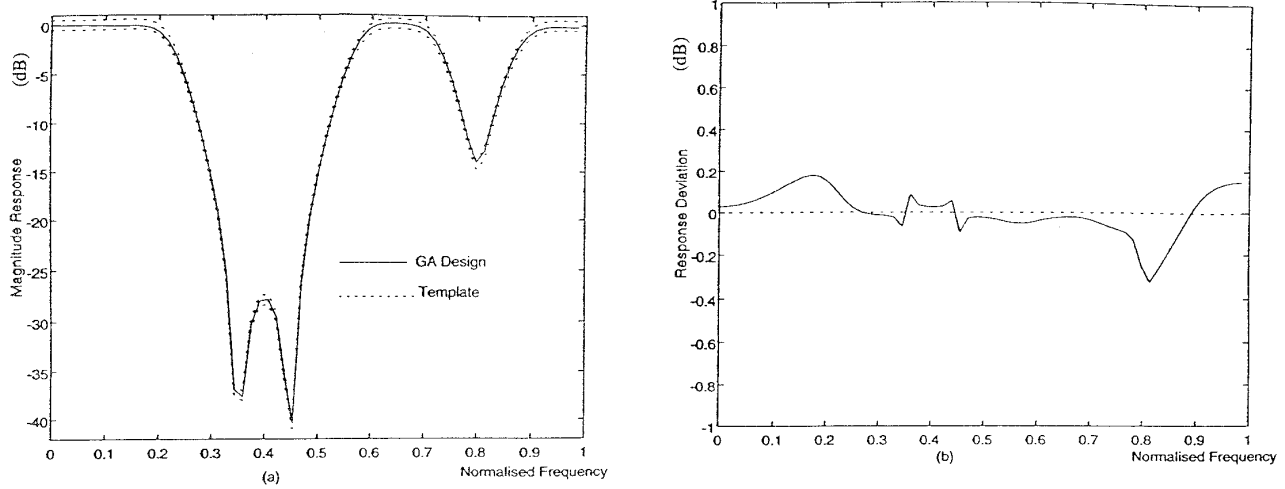 0
-5
-10
-15
-20
-25
-30
-35
-40
(dB)
Magnitude Response
GA Design
Template
0 0.1 0.2 0.3 0.4 0.5 0.6 0.7 0.8 0.9 1
(a)
Normalised Frequency
1
0.8
0.6
0.4
0.2
0
-0.2
-0.4
-0.6
-0.8
-1
(dB)
Response Deviation
0 0.1 0.2 0.3 0.4 0.5 0.6 0.7 0.8 0.9 1
(b)
Normalised Frequency